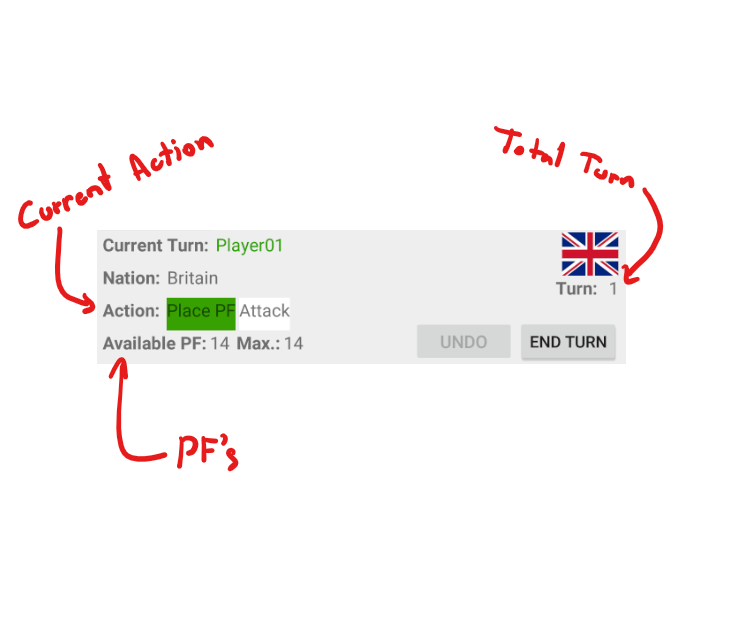 Current Action
Total Turn
Current Turn: Player01
Nation: Britain
Turn: 1
Action: Place PF Attack
Available PF: 14 Max.: 14
UNDO
END TURN
PF's